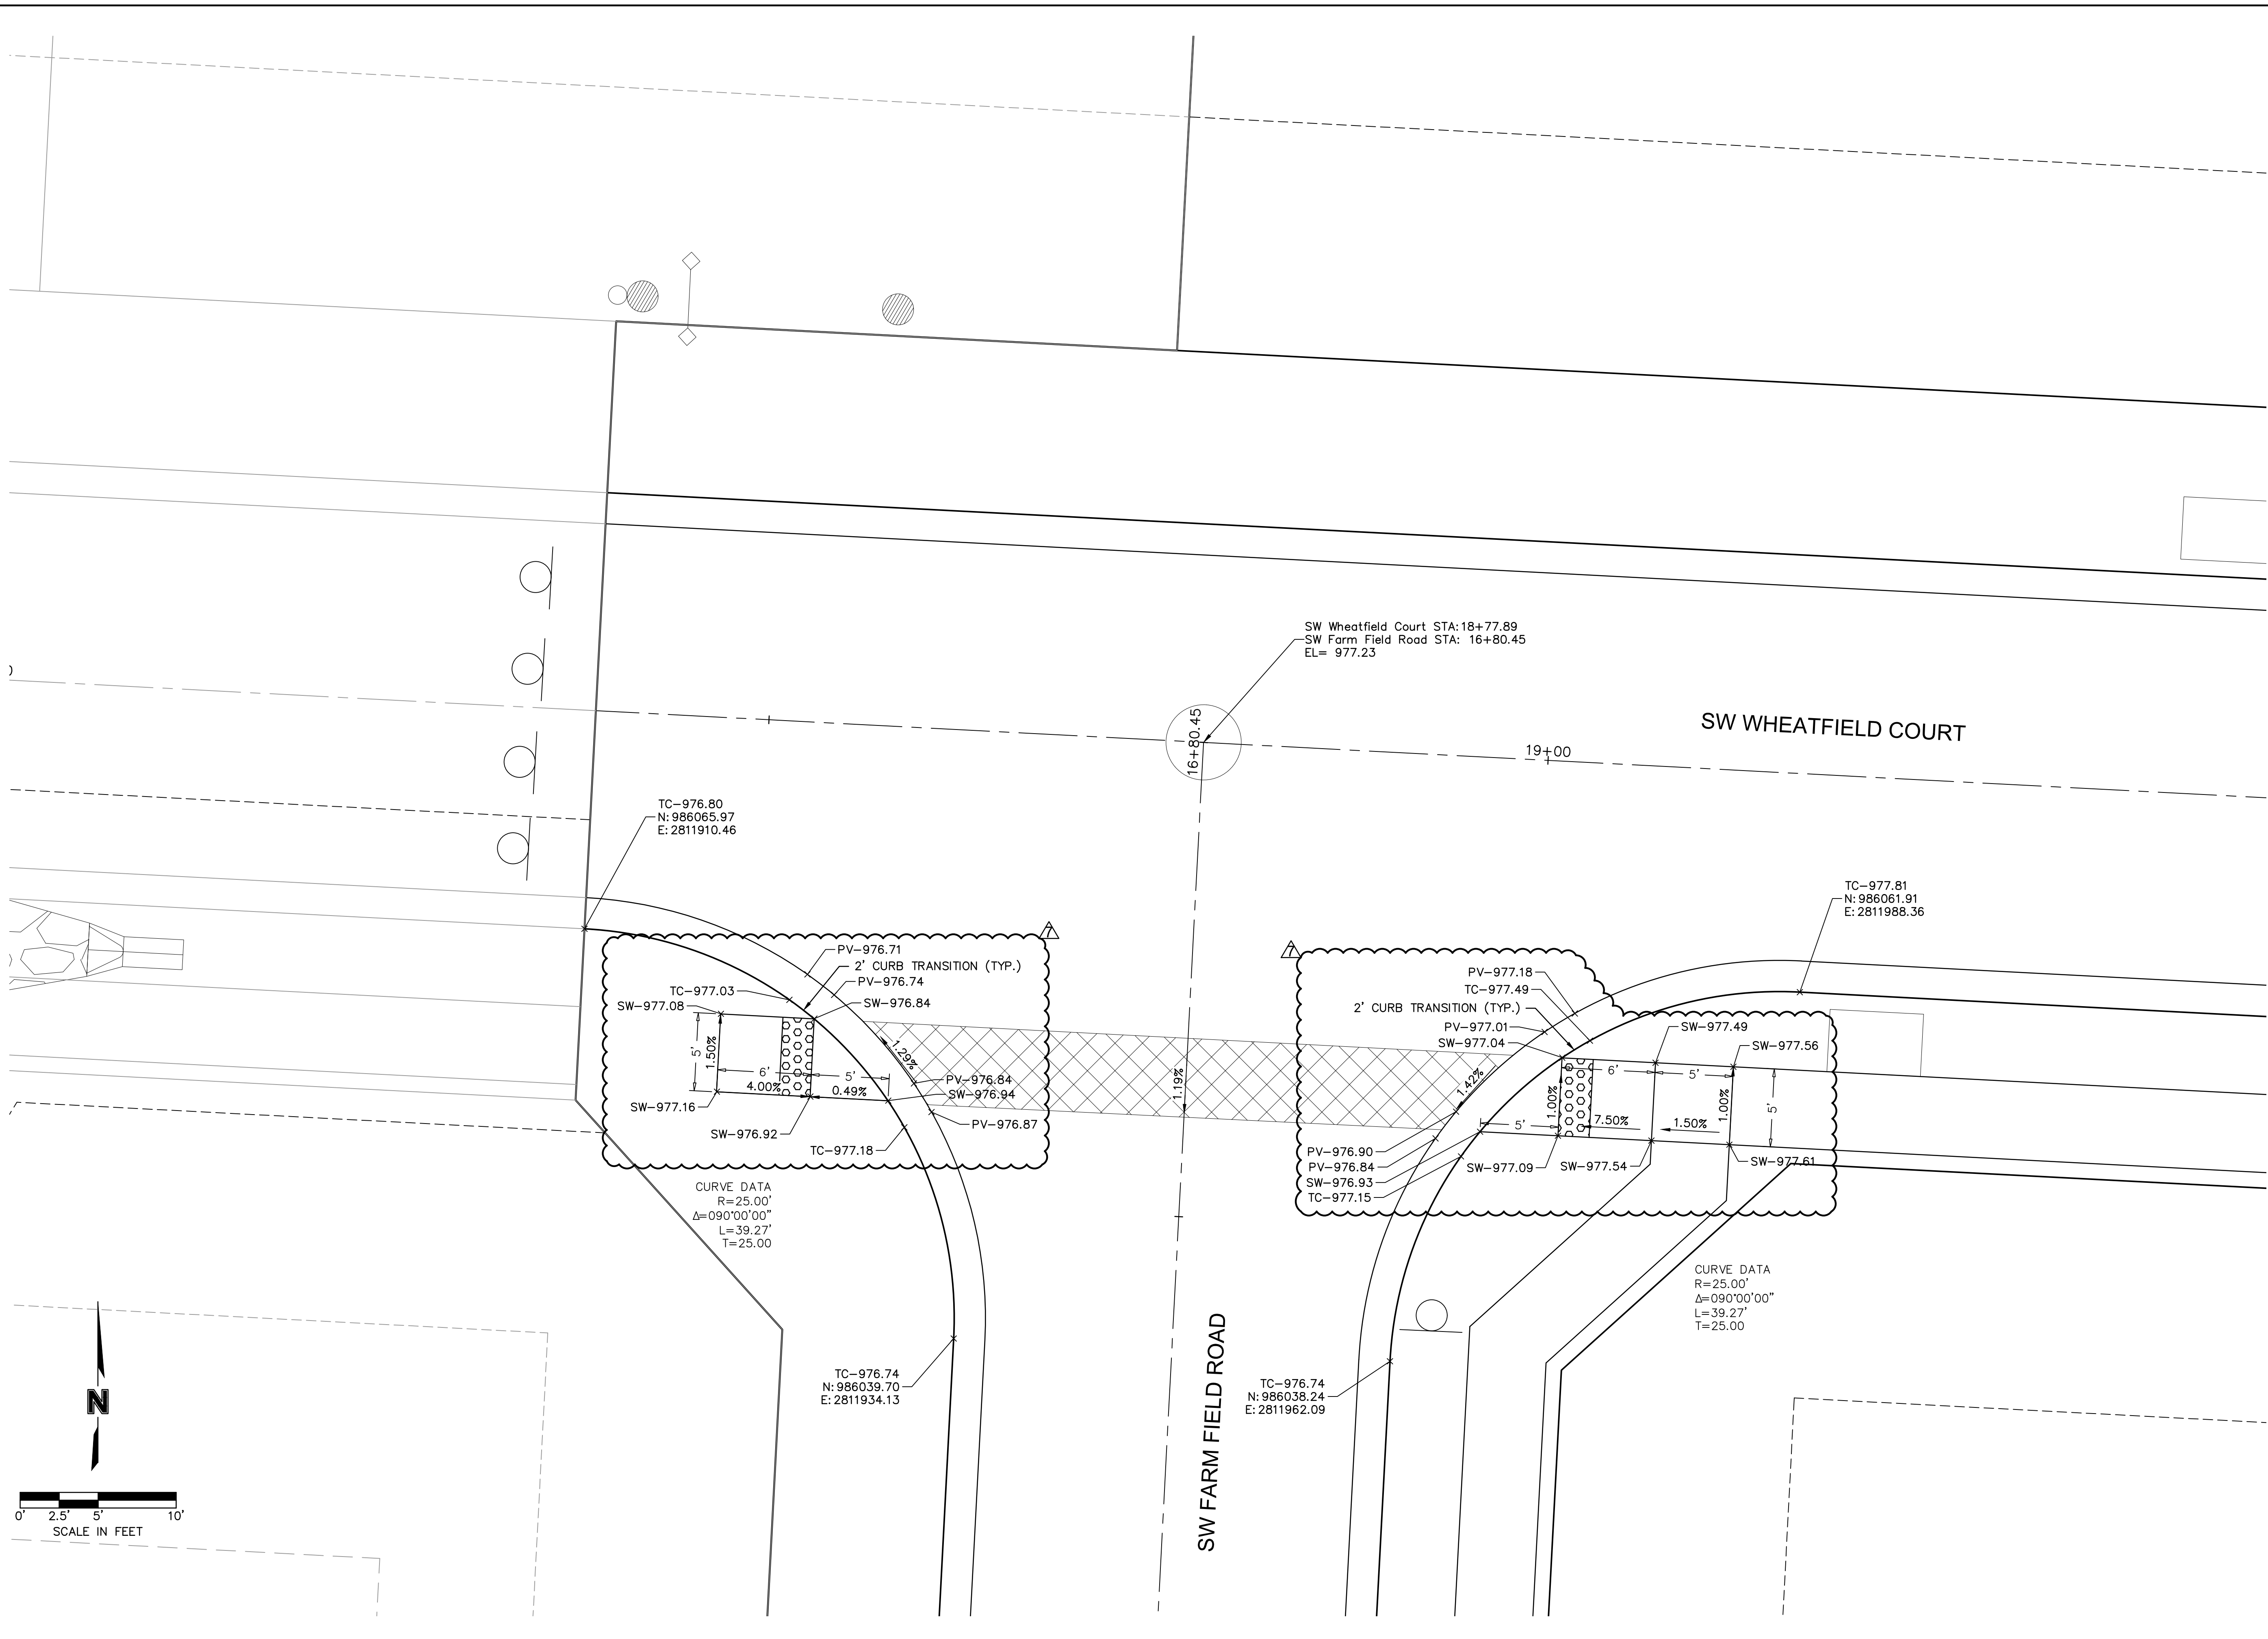 SW Wheatfield Court STA:18+77.89
SW Farm Field Road STA: 16+80.45
EL= 977.23
16+80.45
SW WHEATFIELD COURT
19+00
TC-976.80
N: 986065.97
E: 2811910.46
TC-977.81
N: 986061.91
E: 2811988.36
7
PV-976.71
2' CURB TRANSITION (TYP.)
PV-976.74
TC-977.03
SW-976.84
SW-977.08
1.29%
5'
1.50%
6'
5'
4.00%
0.49%
PV-976.84
SW-976.94
SW-977.16
SW-976.92
PV-976.87
TC-977.18
1.19%
7
PV-977.18
TC-977.49
2' CURB TRANSITION (TYP.)
PV-977.01
SW-977.04
SW-977.49
SW-977.56
1.42%
6'
5'
1.00%
1.00%
5'
5'
7.50%
1.50%
PV-976.90
PV-976.84
SW-976.93
TC-977.15
SW-977.09
SW-977.54
SW-977.61
CURVE DATA
R=25.00'
Δ=090°00'00"
L=39.27'
T=25.00
CURVE DATA
R=25.00'
Δ=090°00'00"
L=39.27'
T=25.00
TC-976.74
N: 986039.70
E: 2811934.13
TC-976.74
N: 986038.24
E: 2811962.09
SW FARM FIELD ROAD
N
0' 2.5' 5' 10'
SCALE IN FEET